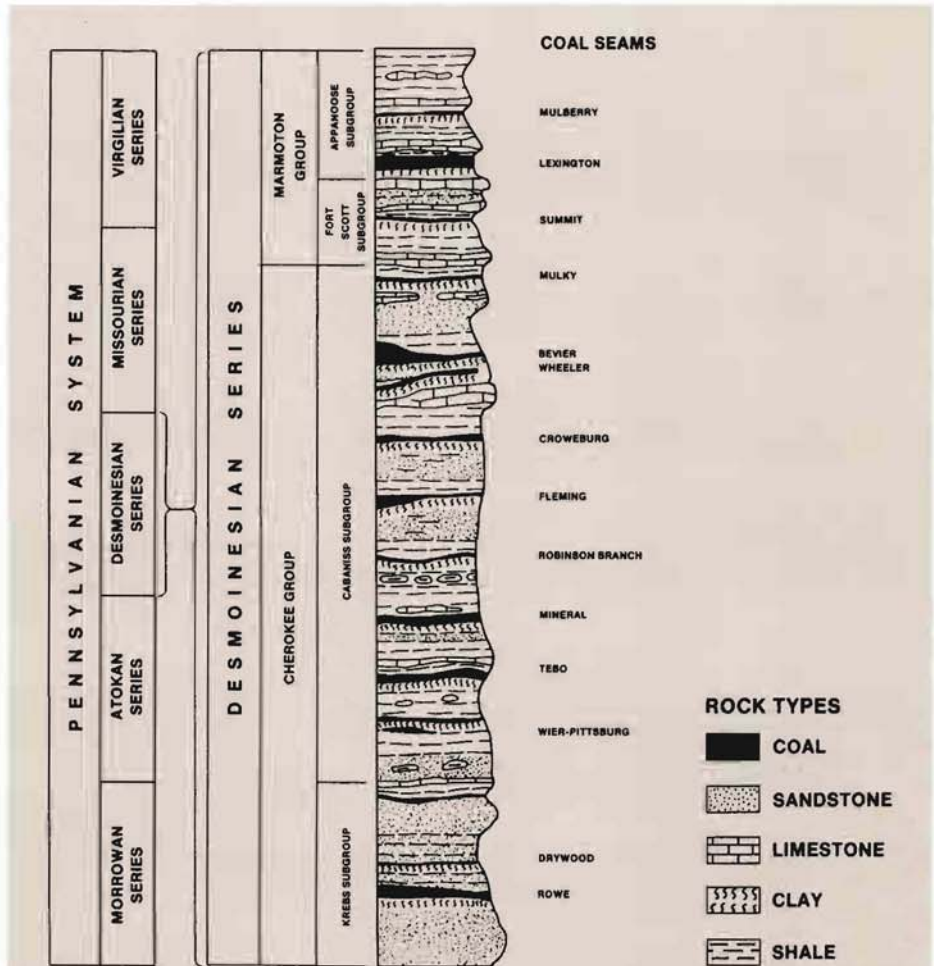 COAL SEAMS
PENNSYLVANIAN SYSTEM
VIRGILIAN
SERIES
MISSOURIAN
SERIES
DESMOINESIAN
SERIES
ATOKAN
SERIES
MORROWAN
SERIES
DESMOINESIAN SERIES
MARMOTON
GROUP
CHEROKEE GROUP
APPANOOSE
SUBGROUP
FORT
SCOTT
SUBGROUP
CABANISS SUBGROUP
KREBS SUBGROUP
MULBERRY
LEXINGTON
SUMMIT
MULKY
BEVIER
WHEELER
CROWEBURG
FLEMING
ROBINSON BRANCH
MINERAL
TEBO
WIER-PITTSBURG
DRYWOOD
ROWE
ROCK TYPES
COAL
SANDSTONE
LIMESTONE
CLAY
SHALE